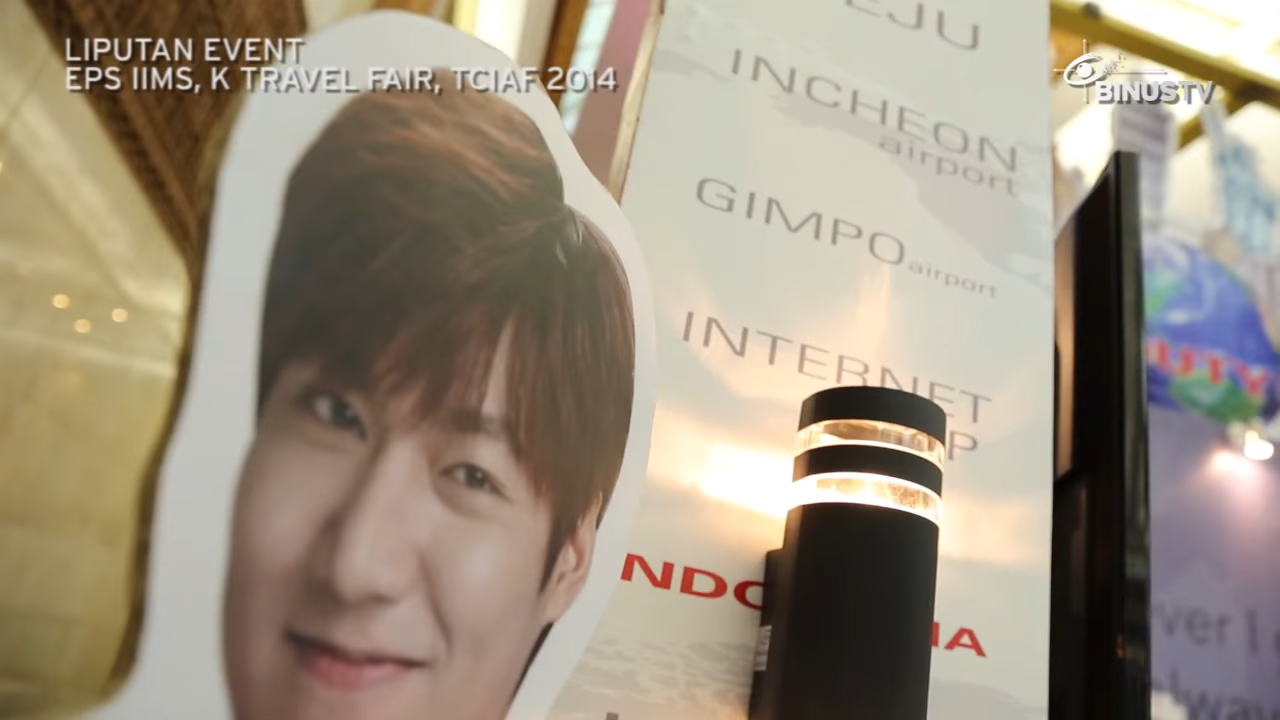 LIPUTAN EVENT
EPS IIMS, K TRAVEL FAIR, TCIAF 2014
BINUSTV
EJU
INCHEON
airport
GIMPO airport
INTERNET